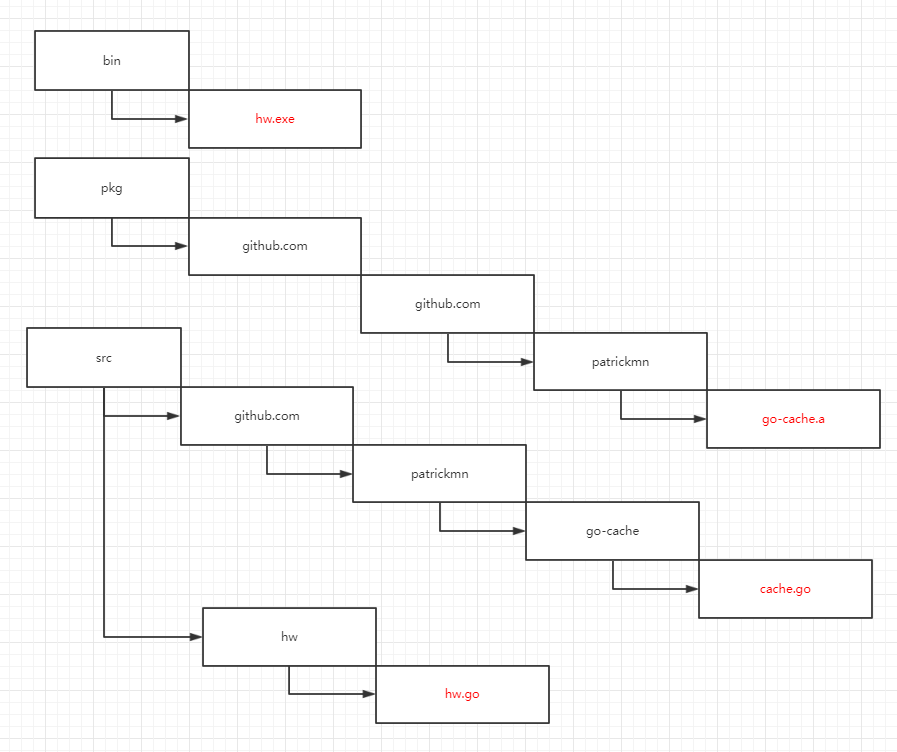 bin
hw.exe
pkg
github.com
github.com
patrickmn
go-cache.a
src
github.com
patrickmn
go-cache
cache.go
hw
hw.go